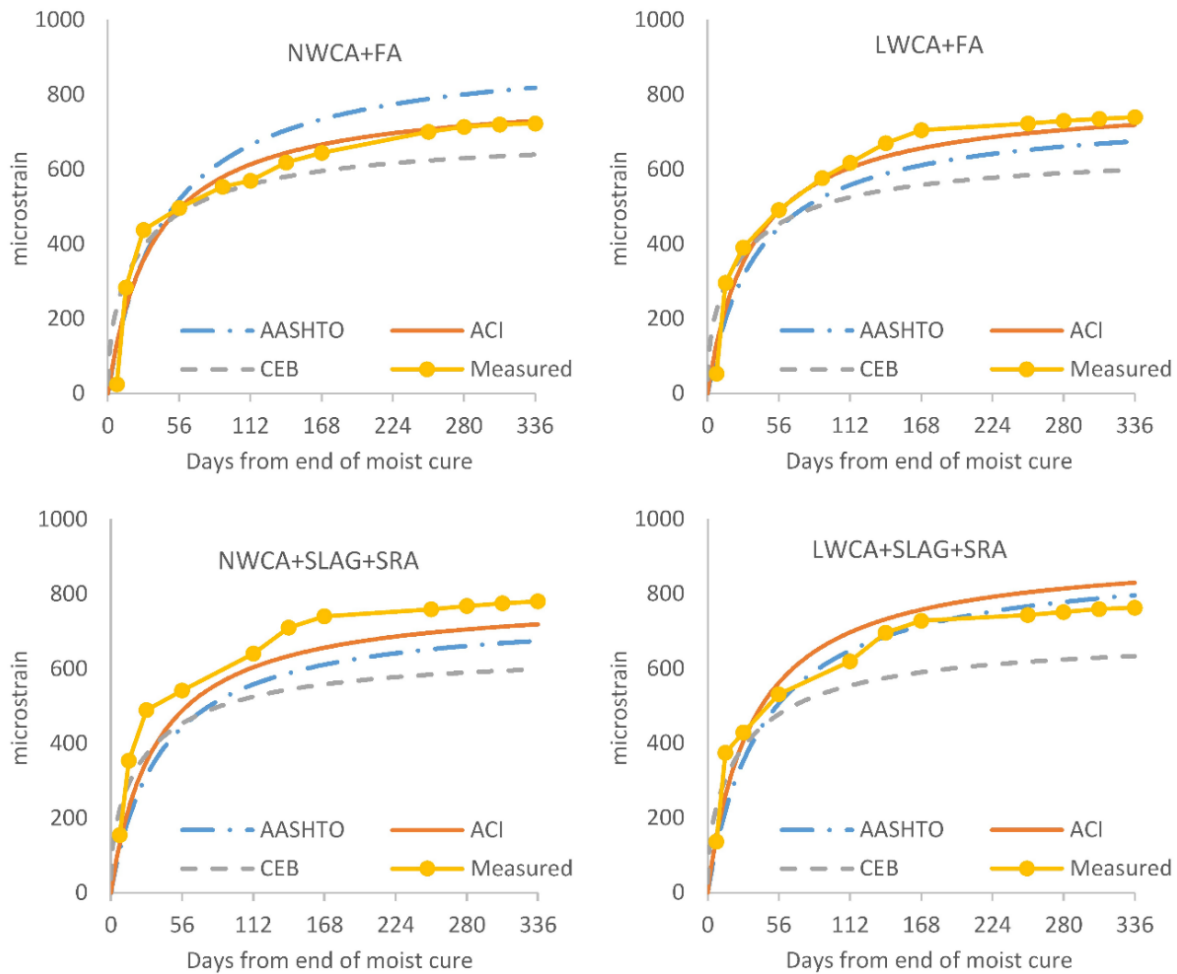 NWCA+FA
1000
800
600
400
200
0
microstrain
AASHTO ACI
CEB Measured
0 56 112 168 224 280 336
Days from end of moist cure
LWCA+FA
1000
800
600
400
200
0
microstrain
AASHTO ACI
CEB Measured
0 56 112 168 224 280 336
Days from end of moist cure
NWCA+SLAG+SRA
1000
800
600
400
200
0
microstrain
AASHTO ACI
CEB Measured
0 56 112 168 224 280 336
Days from end of moist cure
LWCA+SLAG+SRA
1000
800
600
400
200
0
microstrain
AASHTO ACI
CEB Measured
0 56 112 168 224 280 336
Days from end of moist cure